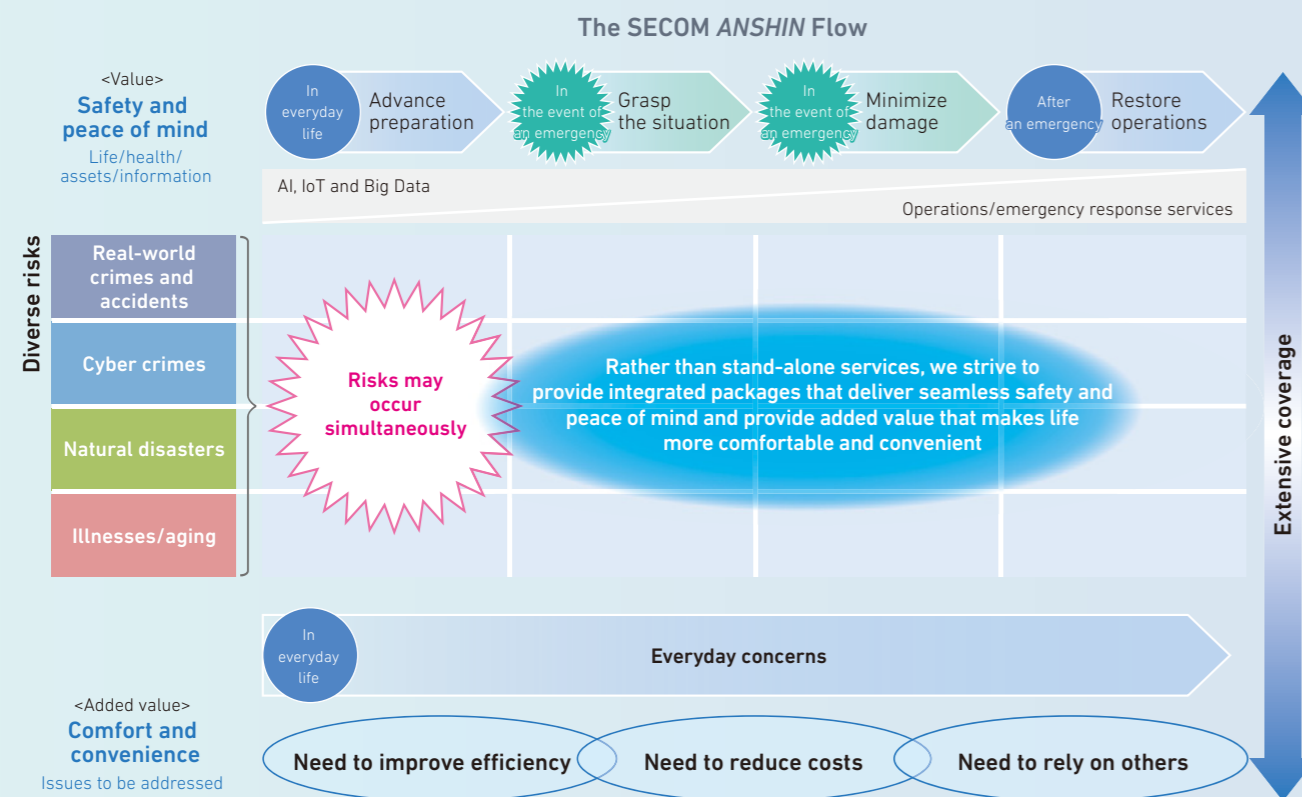 The SECOM ANSHIN Flow
<Value>
Safety and
peace of mind
Life/health/
assets/information
In
everyday
life
Advance
preparation
In
the event of
an emergency
Grasp
the situation
In
the event of
an emergency
Minimize
damage
After
an emergency
Restore
operations
AI, IoT and Big Data
Operations/emergency response services
Diverse risks
Real-world
crimes and
accidents
Cyber crimes
Natural disasters
Illnesses/aging
Risks may
occur
simultaneously
Rather than stand-alone services, we strive to
provide integrated packages that deliver seamless safety and
peace of mind and provide added value that makes life
more comfortable and convenient
Extensive coverage
In
everyday
life
Everyday concerns
<Added value>
Comfort and
convenience
Issues to be addressed
Need to improve efficiency
Need to reduce costs
Need to rely on others